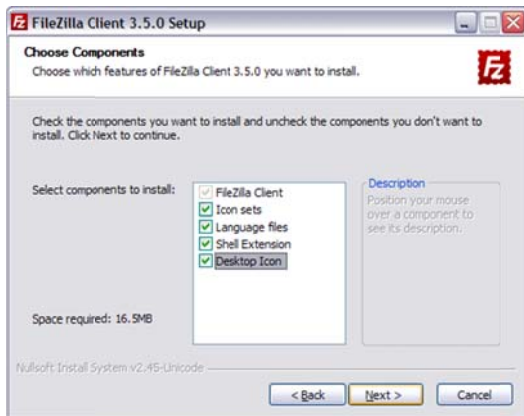 FileZilla Client 3.5.0 Setup
Choose Components
Choose which features of FileZilla Client 3.5.0 you want to install.
Check the components you want to install and uncheck the components you don't want to
install. Click Next to continue.
Select components to install:
FileZilla Client
Icon sets
Language files
Shell Extension
Desktop Icon
Description
Position your mouse
over a component to
see its description.
Space required: 16.5MB
Nullsoft Install System v2.45-Unicode
< Back
Next >
Cancel